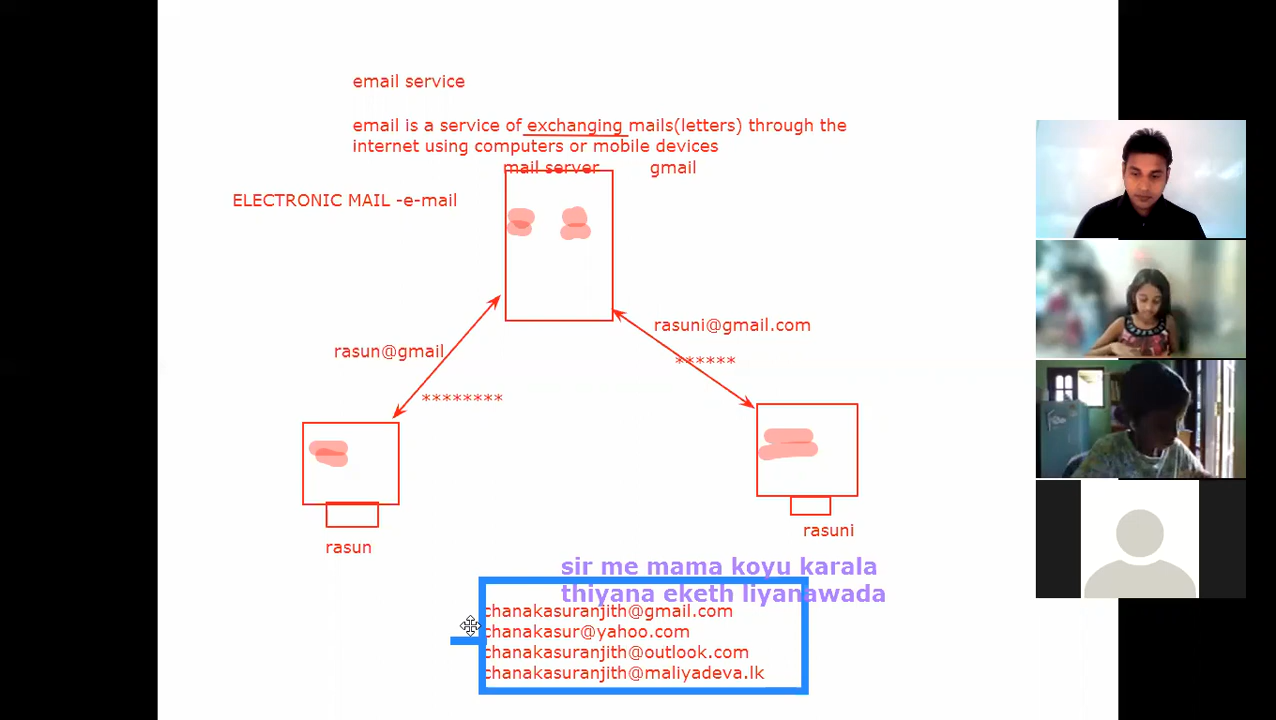 email service
email is a service of exchanging mails(letters) through the
internet using computers or mobile devices
mail server
gmail
ELECTRONIC MAIL -e-mail
rasuni@gmail.com
rasun@gmail
******
********
rasuni
rasun
sir me mama koyu karala
thiyana eketh liyanawada
chanakasuranjith@gmail.com
chanakasur@yahoo.com
chanakasuranjith@outlook.com
chanakasuranjith@maliyadeva.lk